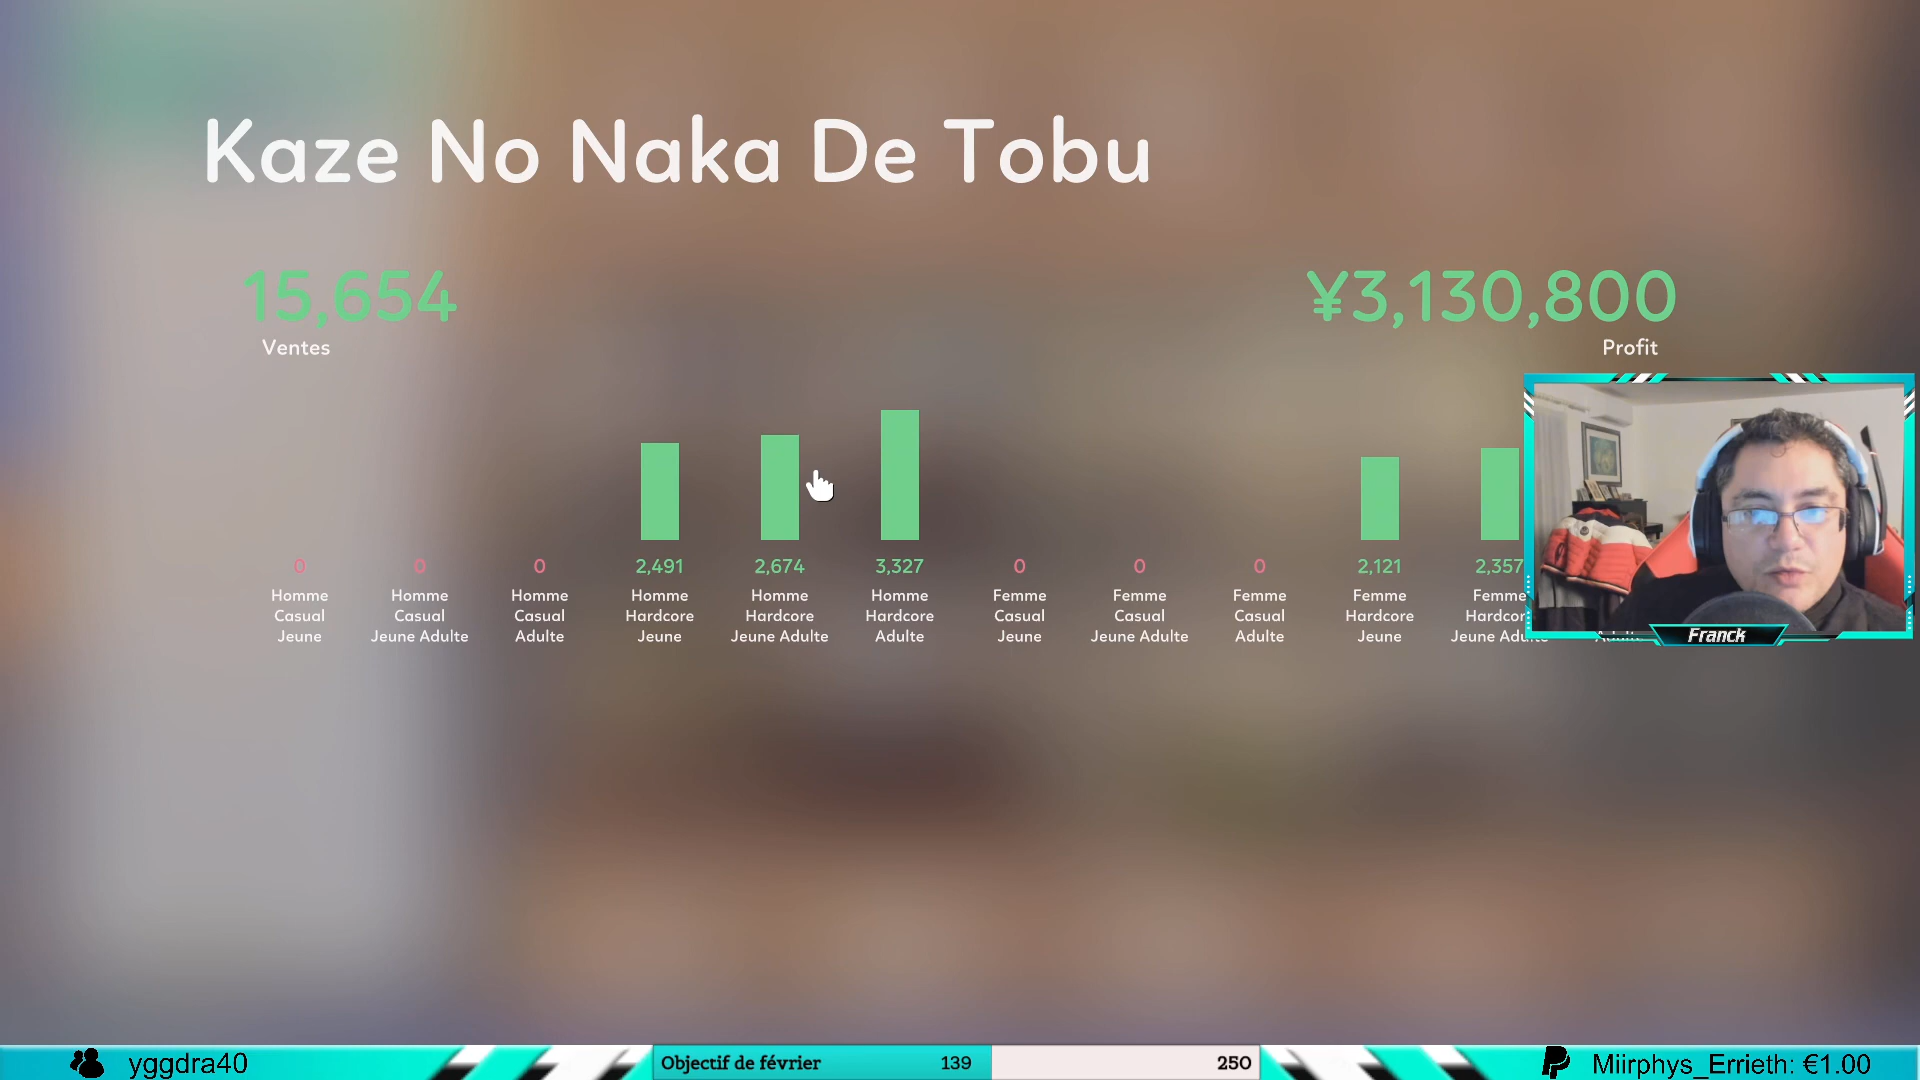 Kaze No Naka De Tobu
15,654
Ventes
¥3,130,800
Profit
0
Homme
Casual
Jeune
0
Homme
Casual
Jeune Adulte
0
Homme
Casual
Adulte
2,491
Homme
Hardcore
Jeune
2,674
Homme
Hardcore
Jeune Adulte
3,327
Homme
Hardcore
Adulte
0
Femme
Casual
Jeune
0
Femme
Casual
Jeune Adulte
0
Femme
Casual
Adulte
2,121
Femme
Hardcore
Jeune
2,357
Femme
Hardcore
Jeune Adulte
Franck
yggdra40
Objectif de février 139 250
Miirphys_Errieth: €1.00